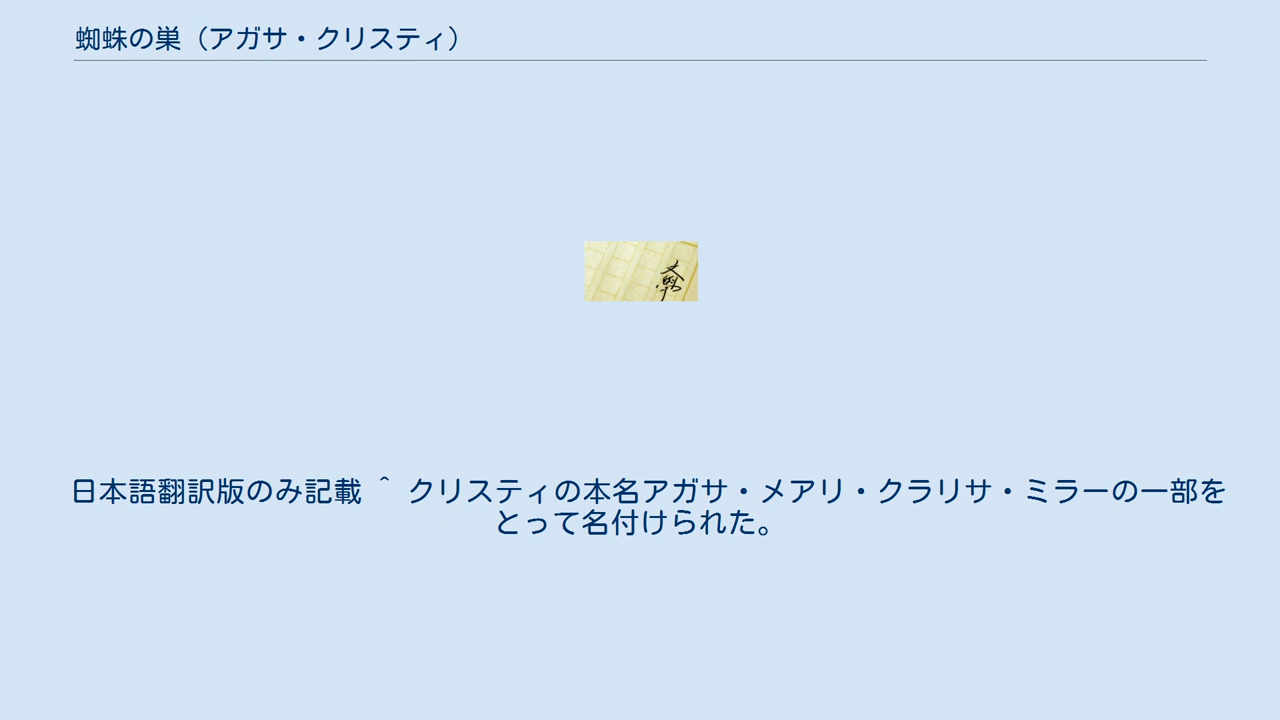 蜘蛛の巣（アガサ・クリスティ）
日本語翻訳版のみ記載 ＾ クリスティの本名アガサ・メアリ・クラリサ・ミラーの一部を
とって名付けられた。